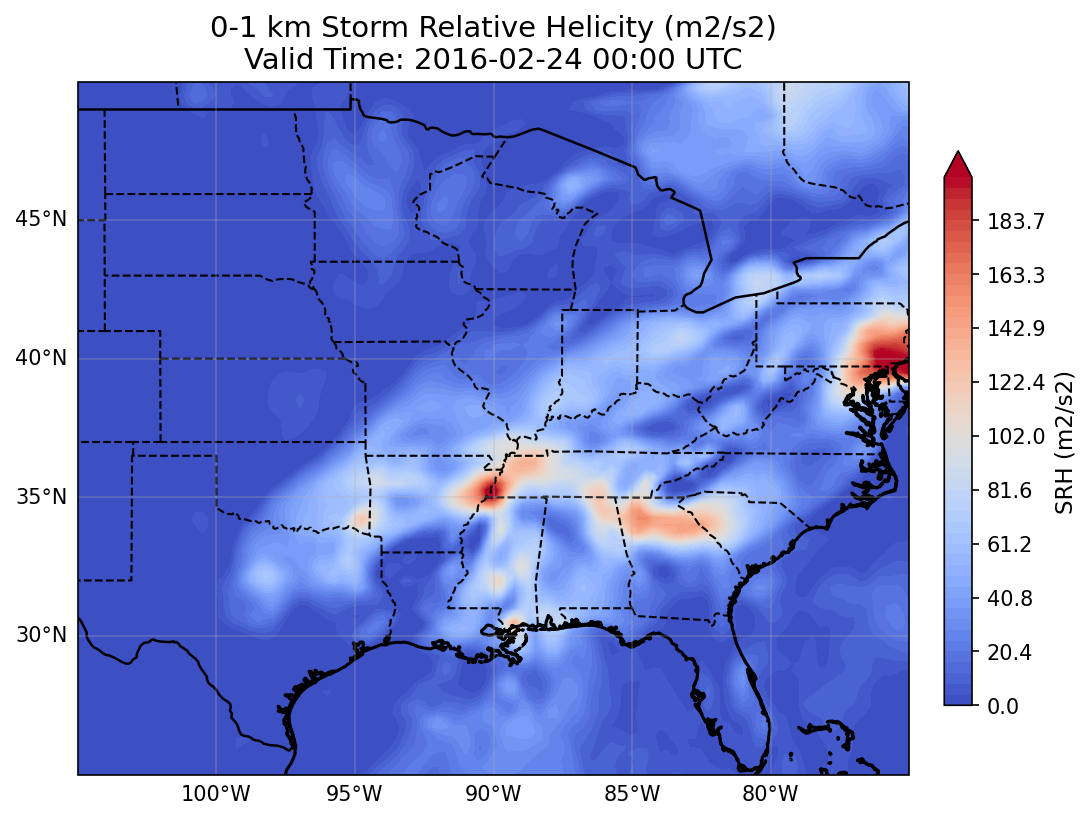 0-1 km Storm Relative Helicity (m2/s2)
Valid Time: 2016-02-24 00:00 UTC
45°N
40°N
35°N
30°N
100°W
95°W
90°W
85°W
80°W
183.7
163.3
142.9
122.4
102.0
81.6
61.2
40.8
20.4
0.0
SRH (m2/s2)